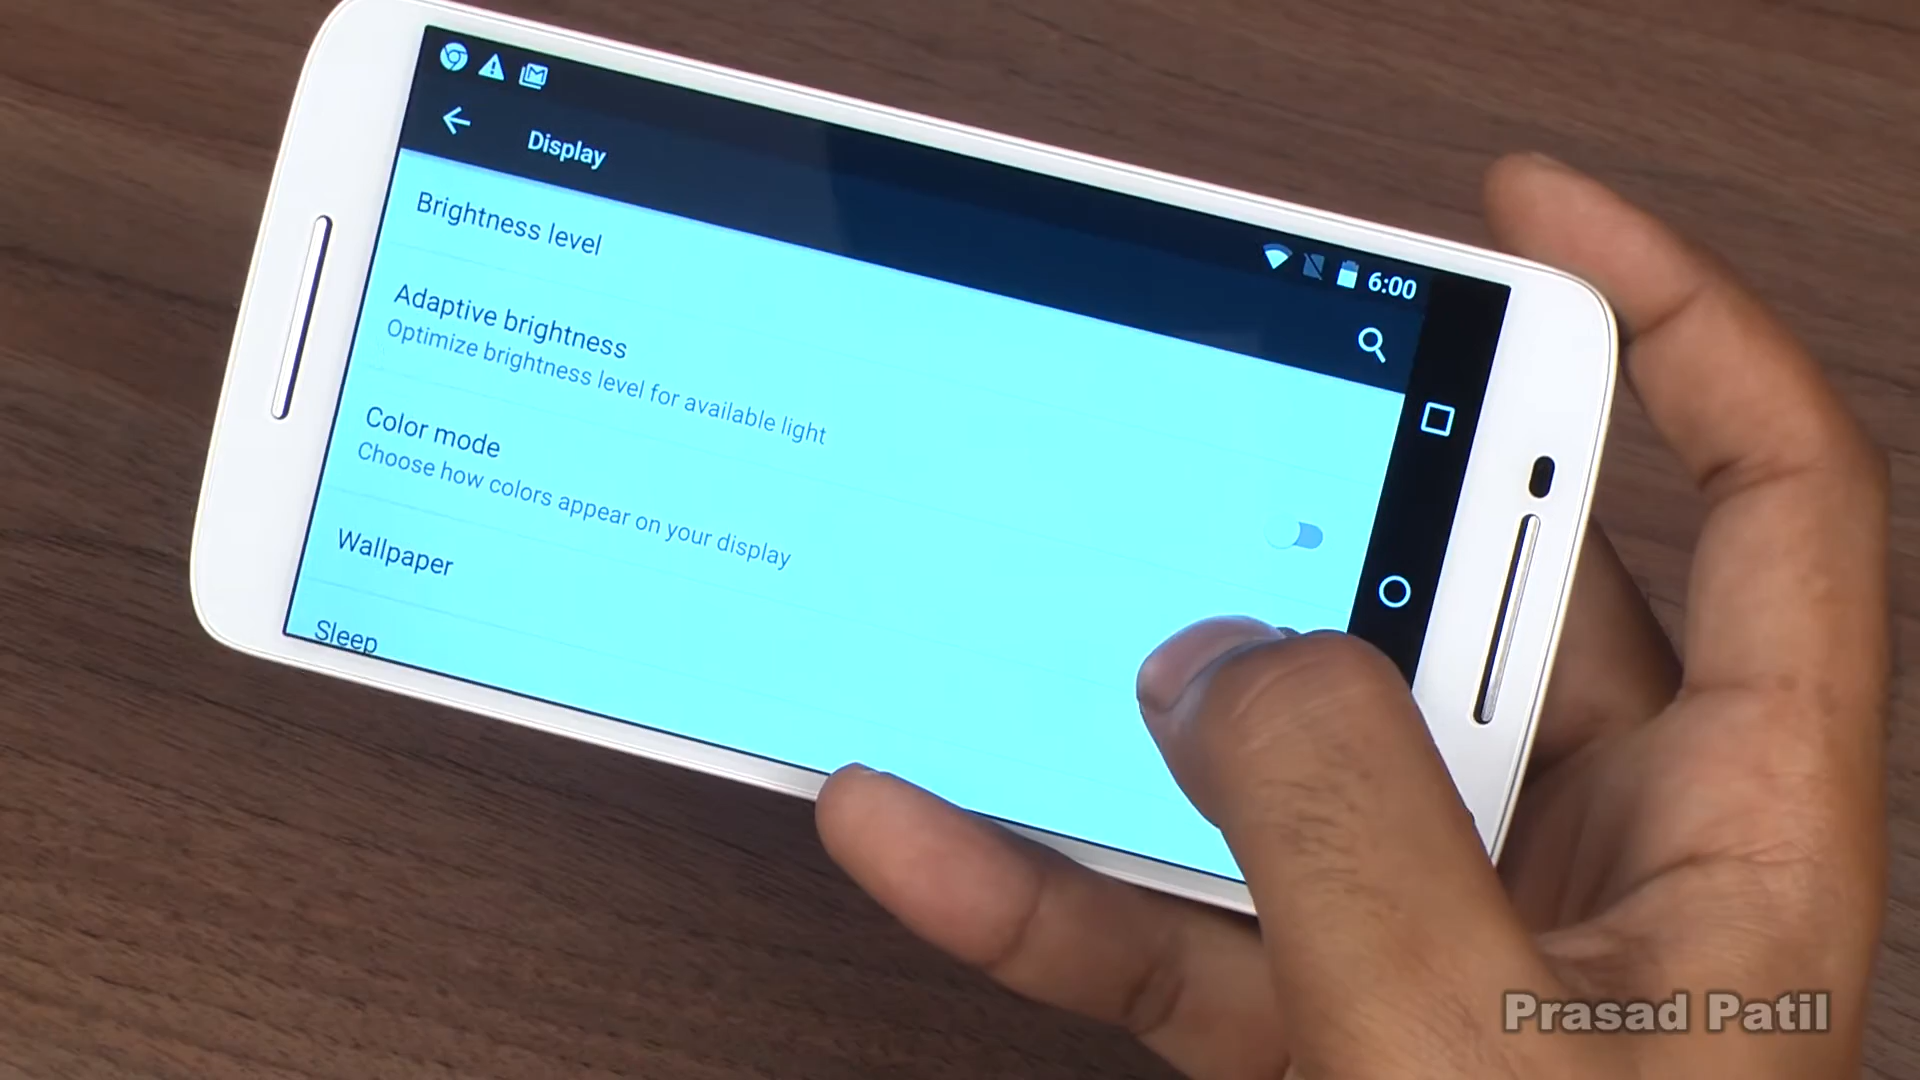 Display
6:00
Brightness level
Adaptive brightness
Optimize brightness level for available light
Color mode
Choose how colors appear on your display
Wallpaper
Sleep
Prasad Patil